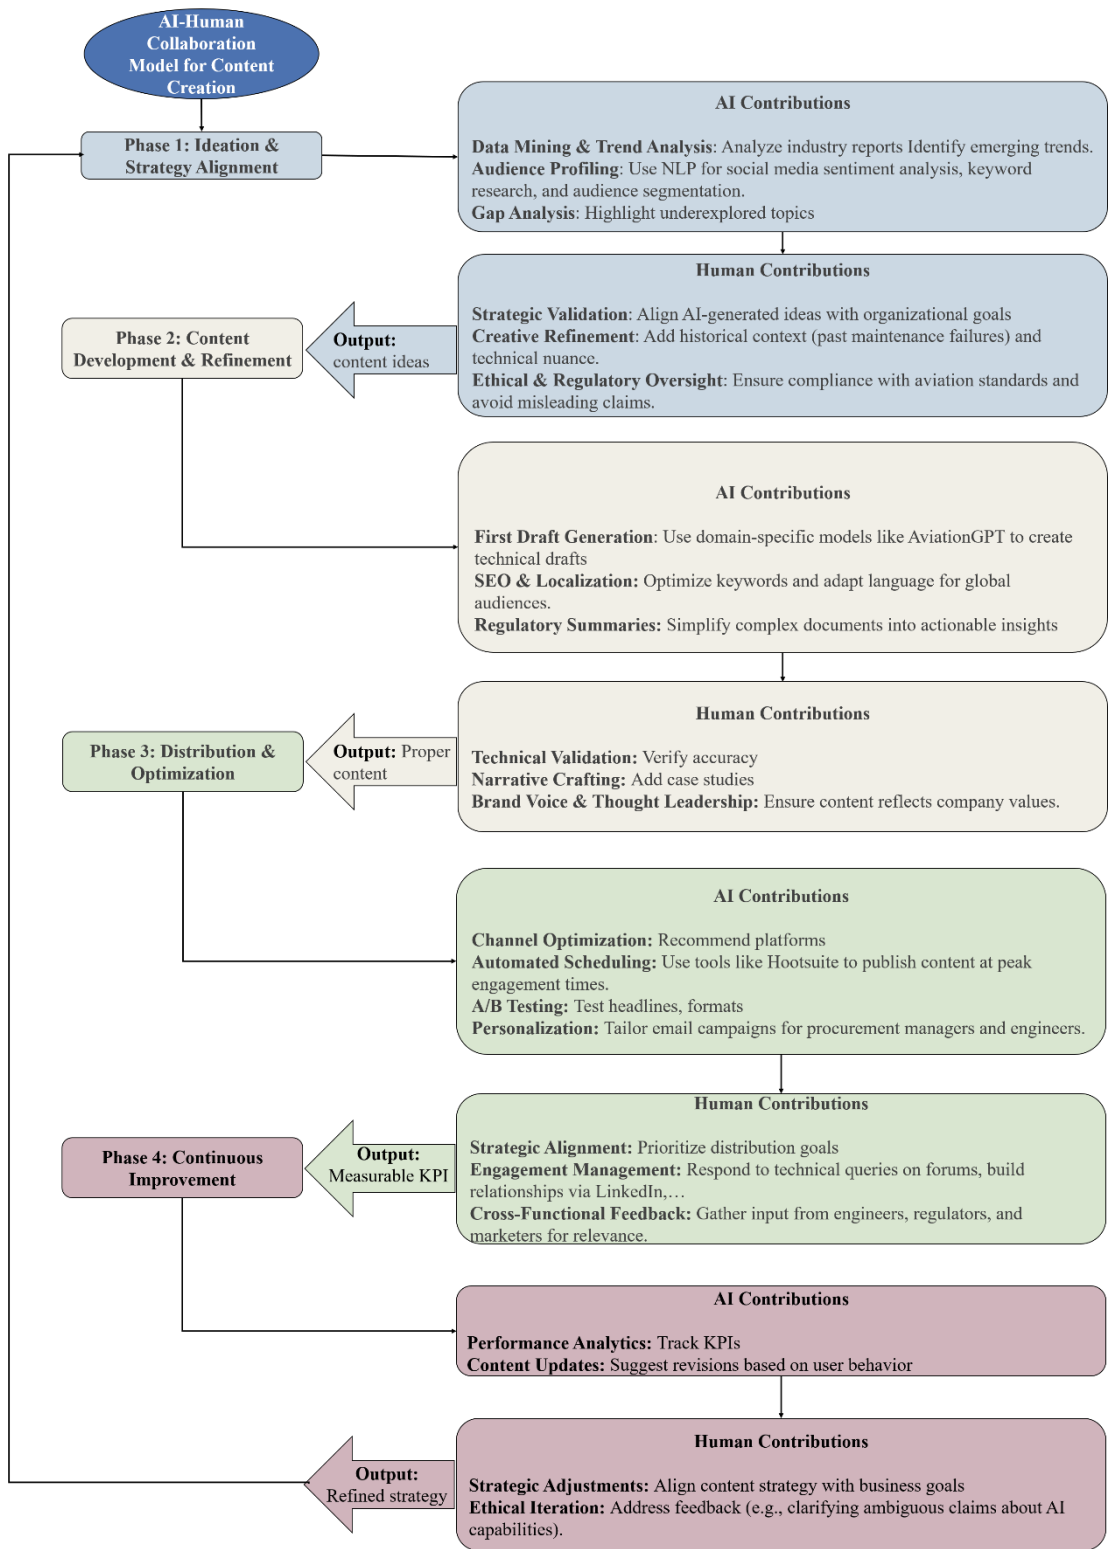 AI-Human
Collaboration
Model for Content
Creation
Phase 1: Ideation &
Strategy Alignment
AI Contributions
Data Mining & Trend Analysis: Analyze industry reports Identify emerging trends.
Audience Profiling: Use NLP for social media sentiment analysis, keyword
research, and audience segmentation.
Gap Analysis: Highlight underexplored topics
Human Contributions
Strategic Validation: Align AI-generated ideas with organizational goals
Creative Refinement: Add historical context (past maintenance failures) and
technical nuance.
Ethical & Regulatory Oversight: Ensure compliance with aviation standards and
avoid misleading claims.
Output:
content ideas
Phase 2: Content
Development & Refinement
AI Contributions
First Draft Generation: Use domain-specific models like AviationGPT to create
technical drafts
SEO & Localization: Optimize keywords and adapt language for global
audiences.
Regulatory Summaries: Simplify complex documents into actionable insights
Human Contributions
Technical Validation: Verify accuracy
Narrative Crafting: Add case studies
Brand Voice & Thought Leadership: Ensure content reflects company values.
Output: Proper
content
Phase 3: Distribution &
Optimization
AI Contributions
Channel Optimization: Recommend platforms
Automated Scheduling: Use tools like Hootsuite to publish content at peak
engagement times.
A/B Testing: Test headlines, formats
Personalization: Tailor email campaigns for procurement managers and engineers.
Human Contributions
Strategic Alignment: Prioritize distribution goals
Engagement Management: Respond to technical queries on forums, build
relationships via LinkedIn,…
Cross-Functional Feedback: Gather input from engineers, regulators, and
marketers for relevance.
Output:
Measurable KPI
Phase 4: Continuous
Improvement
AI Contributions
Performance Analytics: Track KPIs
Content Updates: Suggest revisions based on user behavior
Human Contributions
Strategic Adjustments: Align content strategy with business goals
Ethical Iteration: Address feedback (e.g., clarifying ambiguous claims about AI
capabilities).
Output:
Refined strategy